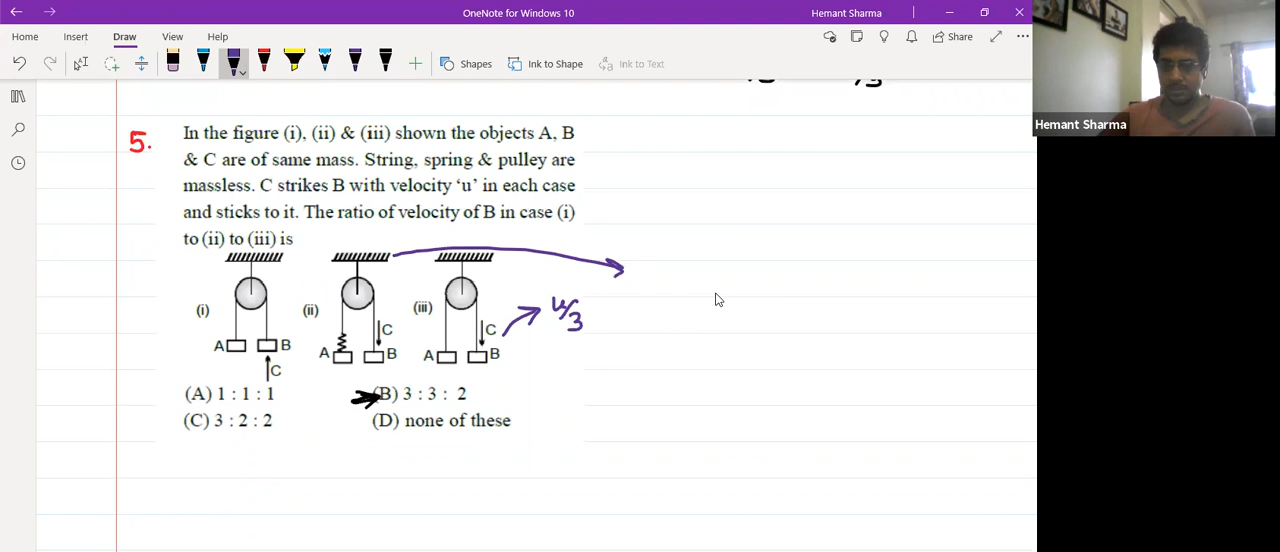 OneNote for Windows 10
Hemant Sharma
Home Insert Draw View Help
Share
Shapes Ink to Shape Ink to Text
Hemant Sharma
5. In the figure (i), (ii) & (iii) shown the objects A, B
& C are of same mass. String, spring & pulley are
massless. C strikes B with velocity ‘u’ in each case
and sticks to it. The ratio of velocity of B in case (i)
to (ii) to (iii) is
(i) (ii) (iii)
u/3
C C
A B A B A B
C
(A) 1 : 1 : 1 (B) 3 : 3 : 2
(C) 3 : 2 : 2 (D) none of these